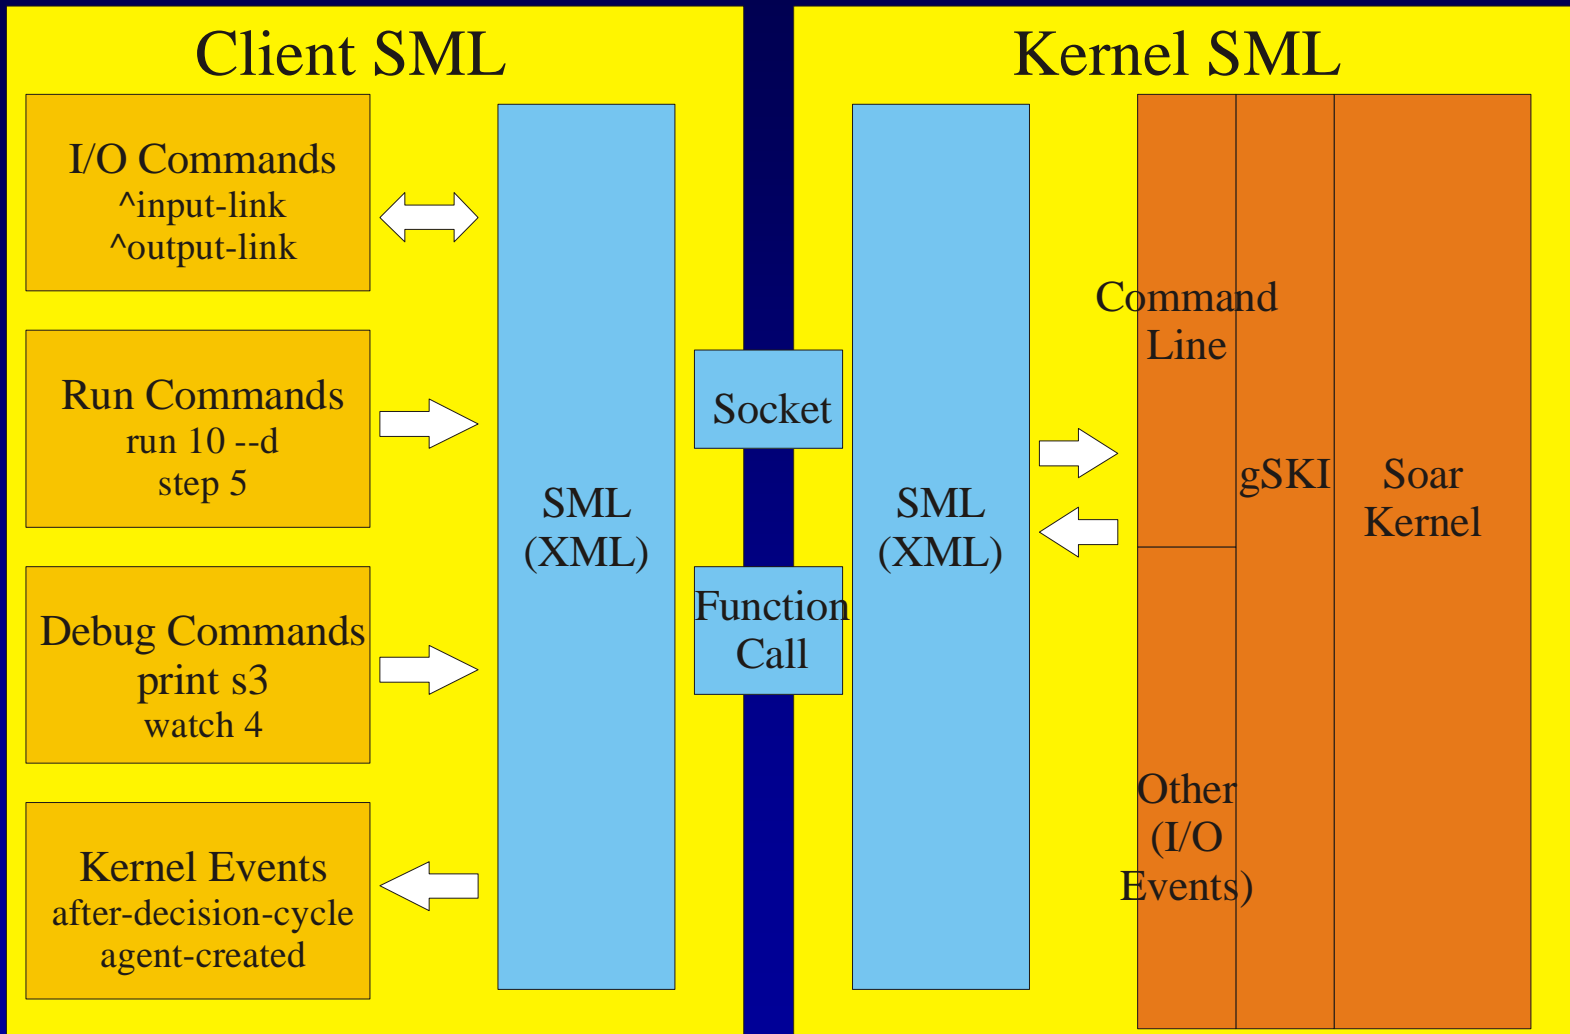 Client SML
I/O Commands
^input-link
^output-link
Run Commands
run 10 --d
step 5
Debug Commands
print s3
watch 4
Kernel Events
after-decision-cycle
agent-created
SML
(XML)
Socket
Function
Call
Kernel SML
SML
(XML)
Command
Line
Other
(I/O
Events)
gSKI
Soar
Kernel